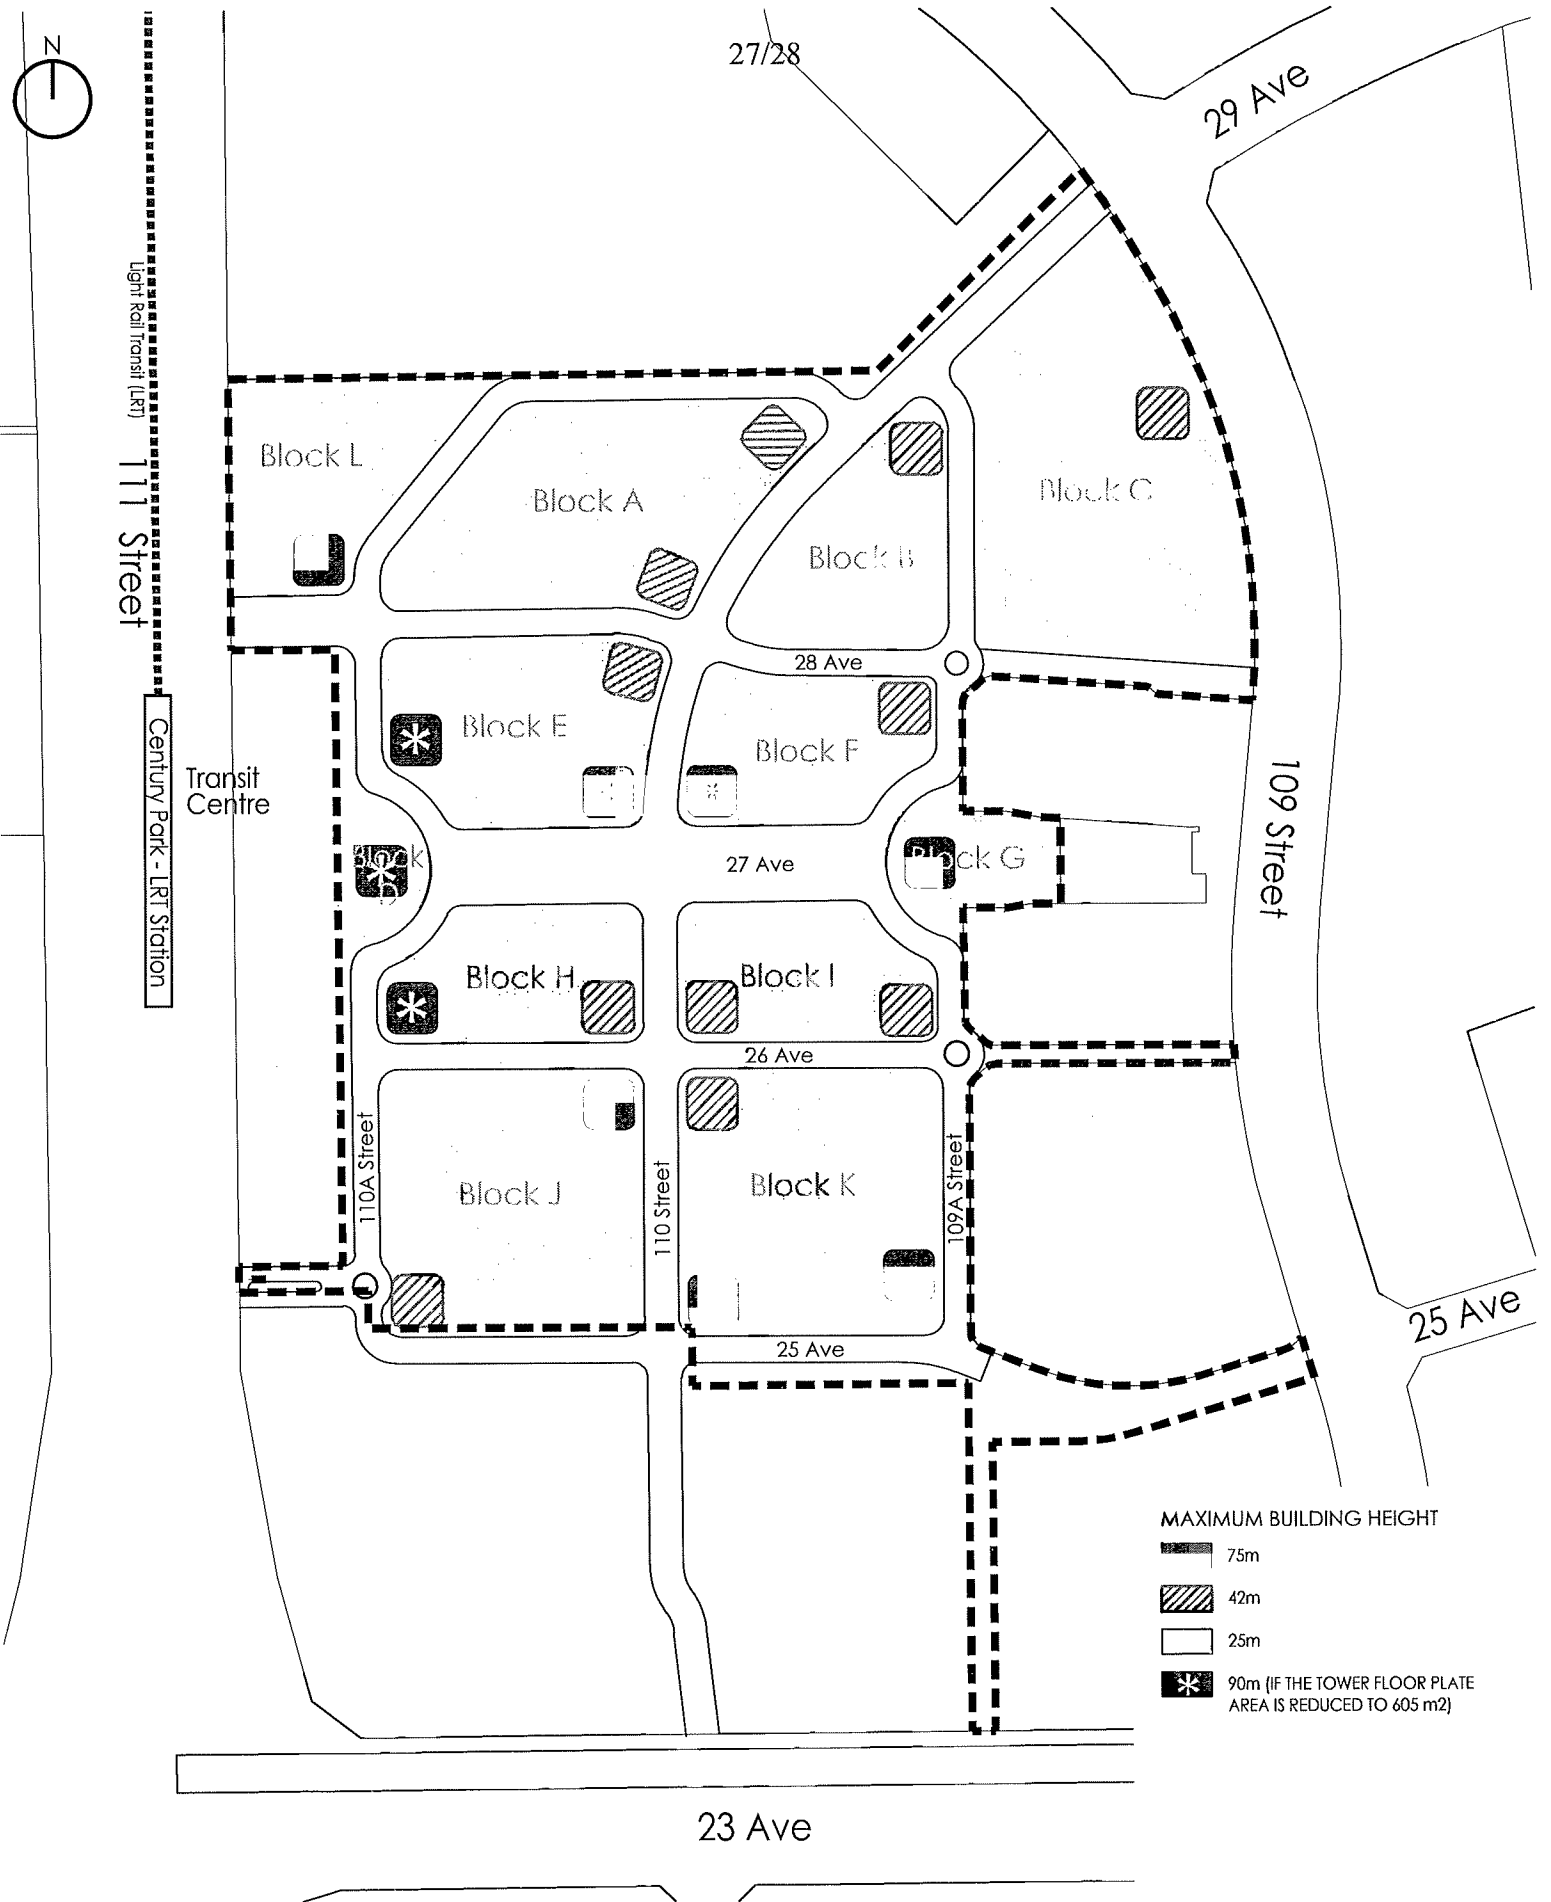 27/28
N
29 Ave
Light Rail Transit (LRT)
111 Street
Block L
Block A
Block C
Block B
28 Ave
Block E
Block F
Century Park - LRT Station
Transit
Centre
109 Street
Block
D
27 Ave
Block G
Block H
Block I
26 Ave
110A Street
110 Street
109A Street
Block J
Block K
25 Ave
25 Ave
MAXIMUM BUILDING HEIGHT
75m
42m
25m
90m (IF THE TOWER FLOOR PLATE
AREA IS REDUCED TO 605 m2)
23 Ave